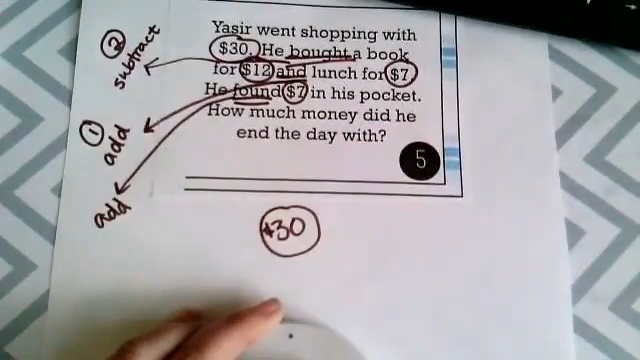 Yasir went shopping with
$30. He bought a book
for $12 and lunch for $7
He found $7 in his pocket.
How much money did he
end the day with?
5
② subtract
① add
add
$30